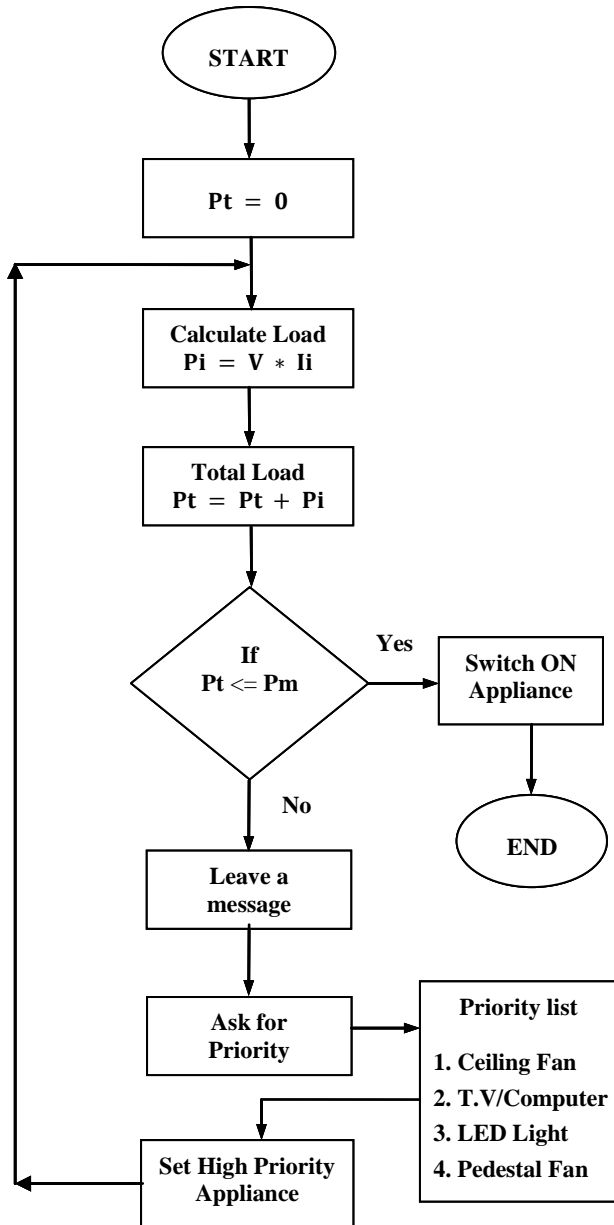 START
Pt = 0
Calculate Load
Pi = V * Ii
Total Load
Pt = Pt + Pi
If
Pt <= Pm
Yes
Switch ON
Appliance
END
No
Leave a
message
Ask for
Priority
Priority list
1. Ceiling Fan
2. T.V/Computer
3. LED Light
4. Pedestal Fan
Set High Priority
Appliance